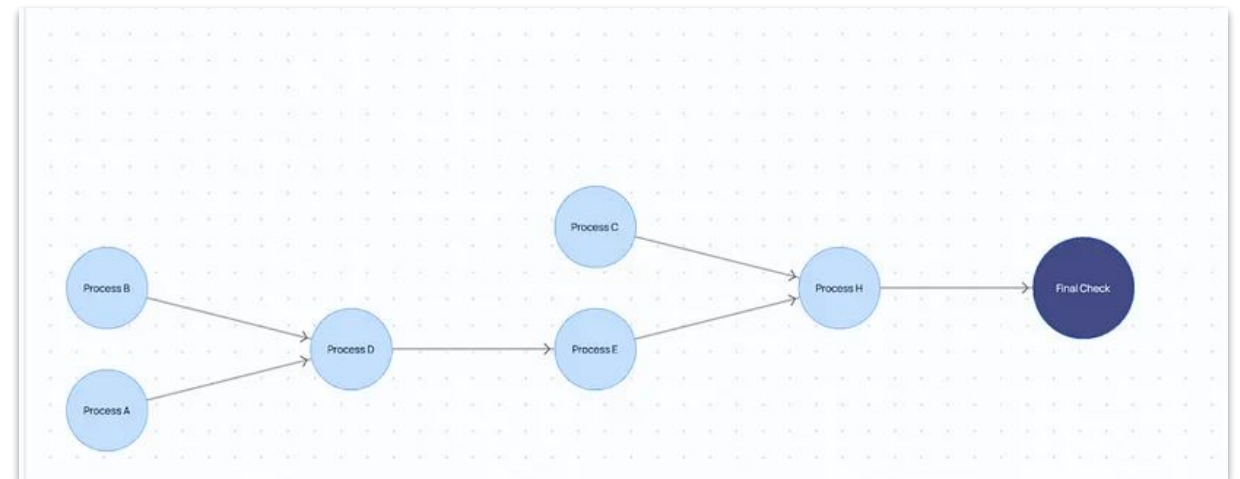 Process C
Process B
Process H
Final Check
Process D
Process E
Process A